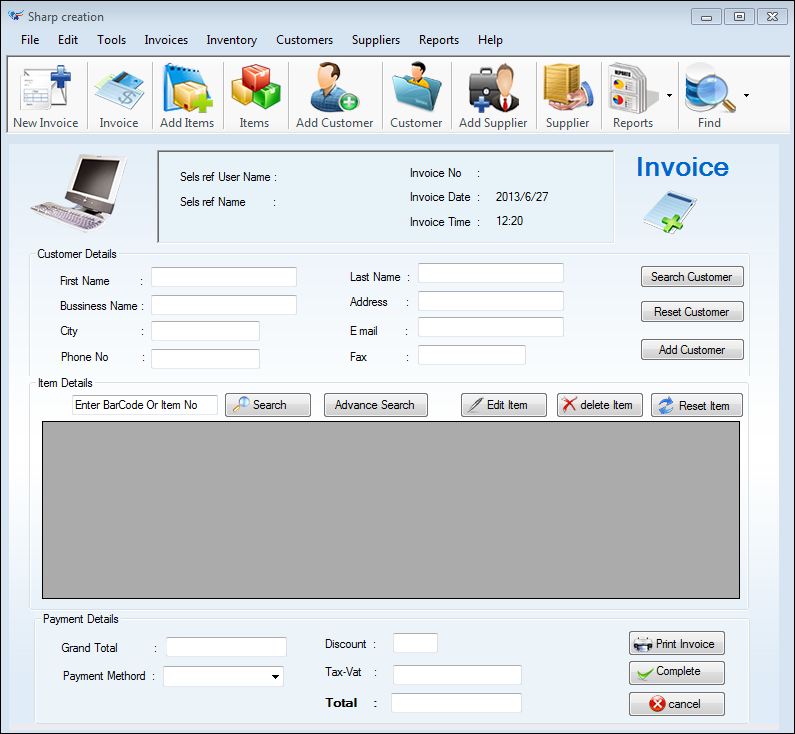 Sharp creation
File Edit Tools Invoices Inventory Customers Suppliers Reports Help
New Invoice Invoice Add Items Items Add Customer Customer Add Supplier Supplier Reports Find
Sels ref User Name :
Sels ref Name :
Invoice No :
Invoice Date : 2013/6/27
Invoice Time : 12:20
Invoice
Customer Details
First Name : Last Name : Search Customer
Bussiness Name : Address : Reset Customer
City : E mail :
Phone No : Fax : Add Customer
Item Details
Enter BarCode Or Item No Search Advance Search Edit Item delete Item Reset Item
Payment Details
Grand Total : Discount : Print Invoice
Payment Methord : Tax-Vat : Complete
Total : cancel